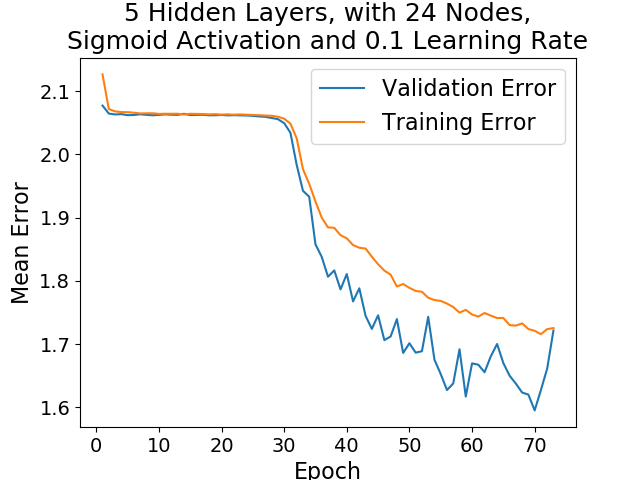 5 Hidden Layers, with 24 Nodes,
Sigmoid Activation and 0.1 Learning Rate
Validation Error
Training Error
Mean Error
2.1
2.0
1.9
1.8
1.7
1.6
0 10 20 30 40 50 60 70
Epoch